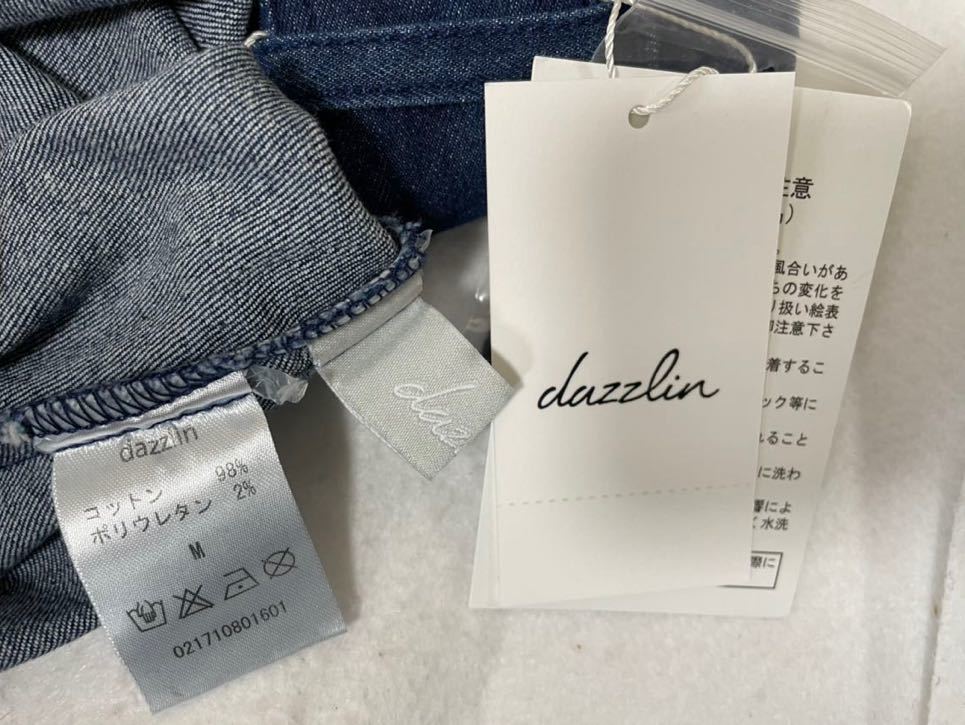 dazzlin
コットン 98%
ポリウレタン 2%
M
021710801601
daz
dazzlin
注意
)
風合いがあ
らの変化を
り扱い絵表
注意下さ
着するこ
ック等に
れること
に洗わ
響によ
く水洗
際に